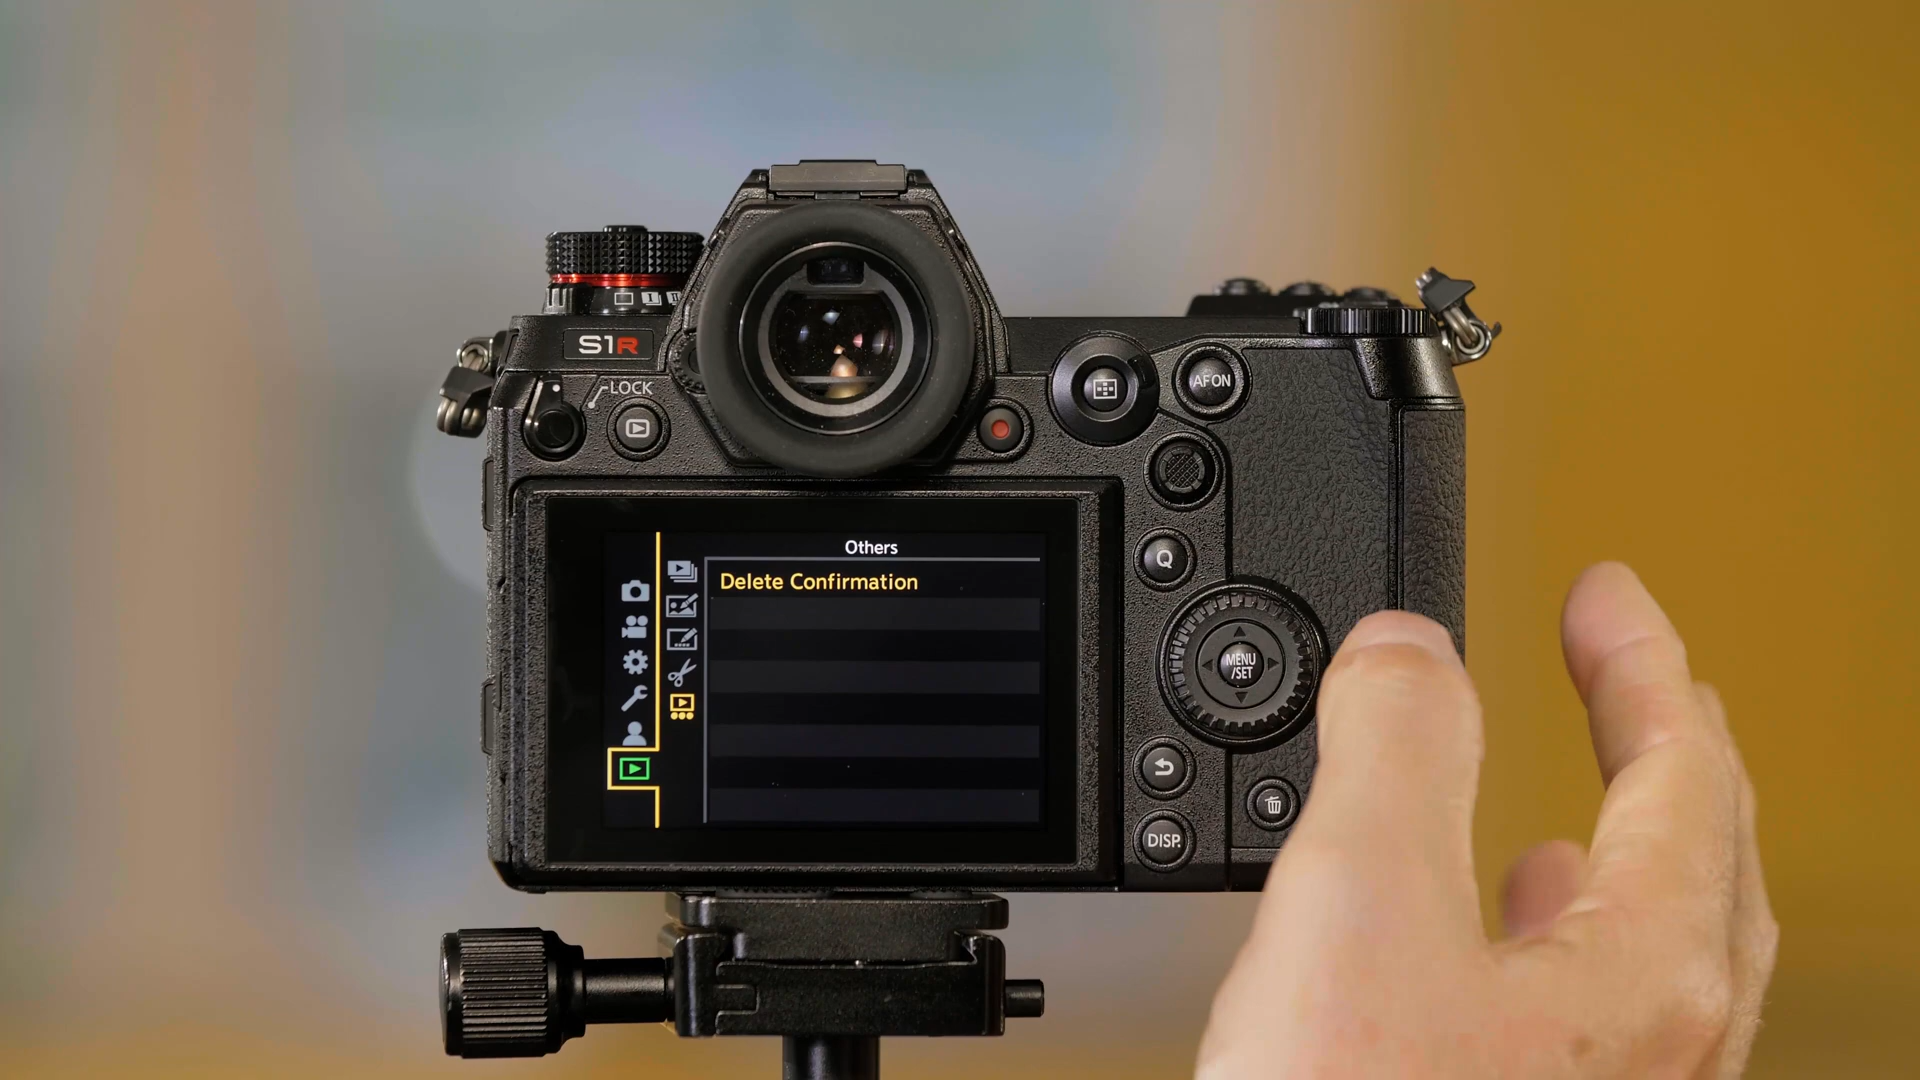 S1R
LOCK
AF ON
Others
Delete Confirmation
Q
MENU
/SET
DISP.